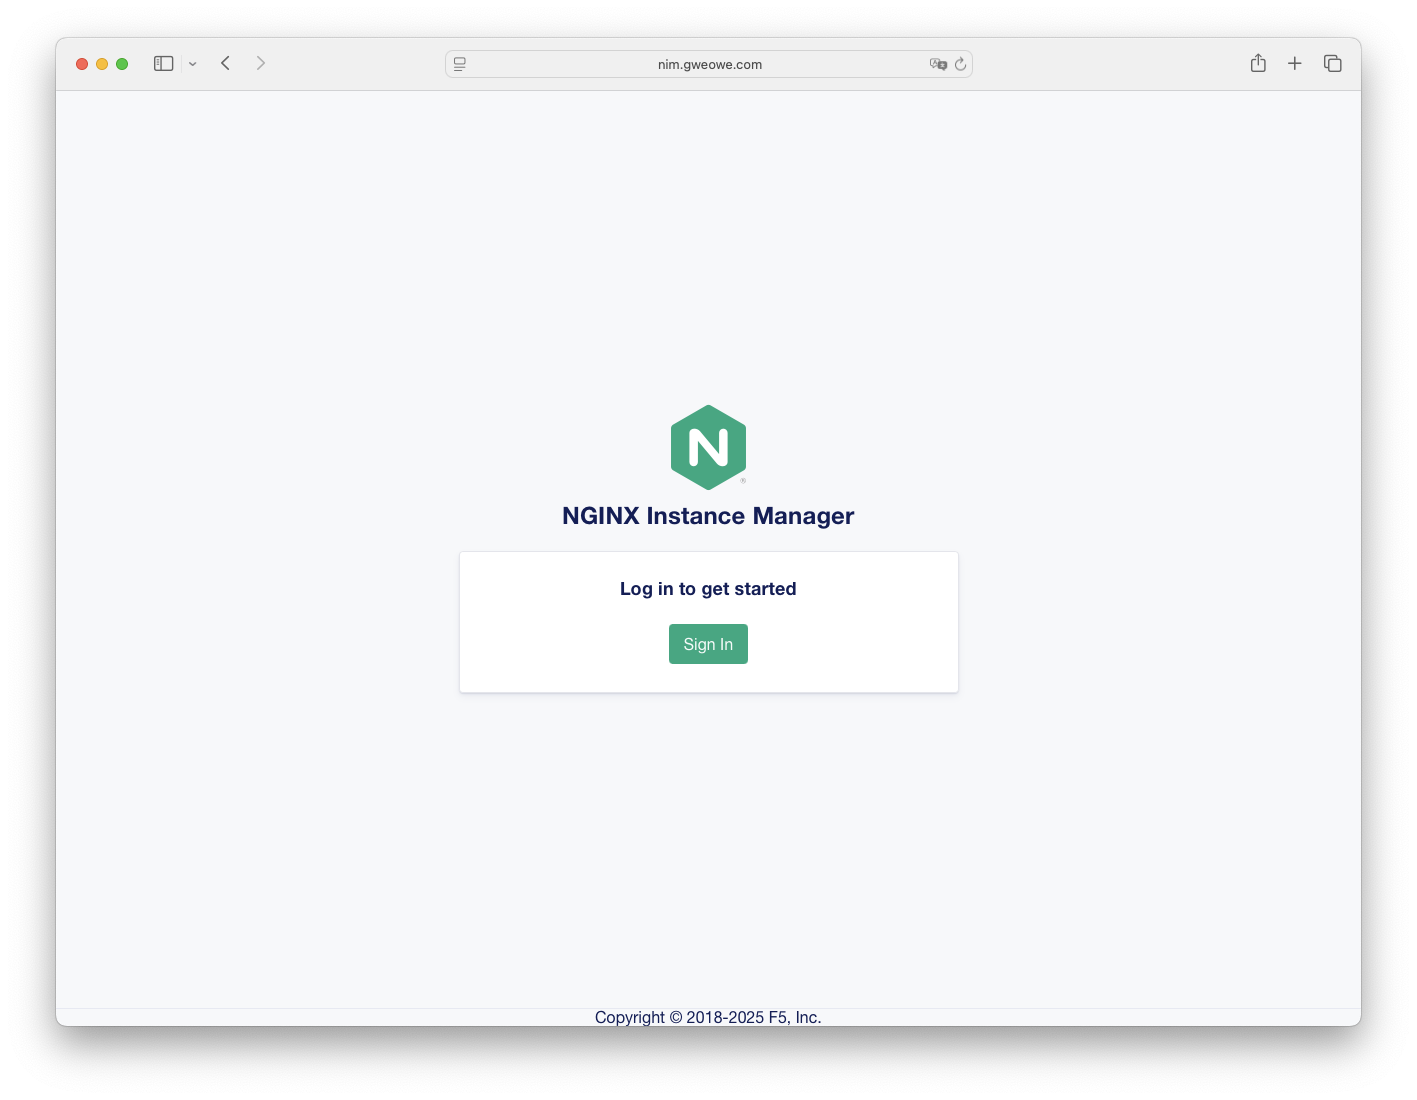 nim.gweowe.com
N
®
NGINX Instance Manager
Log in to get started
Sign In
Copyright © 2018-2025 F5, Inc.